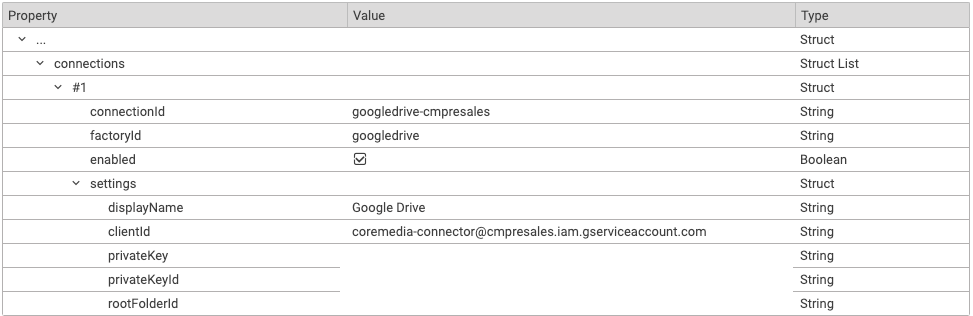 Property Value Type
... Struct
connections Struct List
#1 Struct
connectionId googledrive-cmpresales String
factoryId googledrive String
enabled Boolean
settings Struct
displayName Google Drive String
clientId coremedia-connector@cmpresales.iam.gserviceaccount.com String
privateKey String
privateKeyId String
rootFolderId String